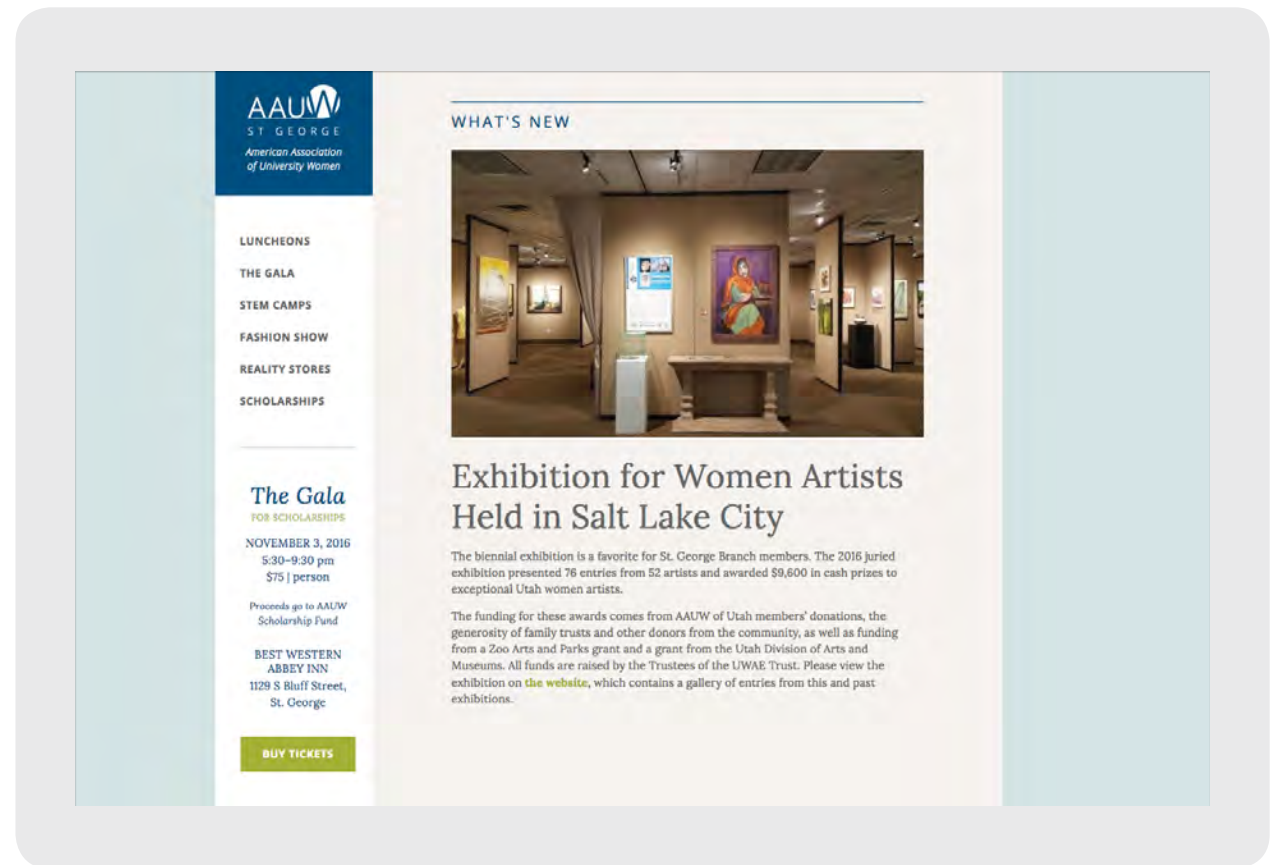 AAUW
ST GEORGE
American Association
of University Women
LUNCHEONS
THE GALA
STEM CAMPS
FASHION SHOW
REALITY STORES
SCHOLARSHIPS
The Gala
FOR SCHOLARSHIPS
NOVEMBER 3, 2016
5:30–9:30 pm
$75 | person
Proceeds go to AAUW
Scholarship Fund
BEST WESTERN
ABBEY INN
1129 S Bluff Street,
St. George
BUY TICKETS
WHAT'S NEW
Exhibition for Women Artists
Held in Salt Lake City
The biennial exhibition is a favorite for St. George Branch members. The 2016 juried
exhibition presented 76 entries from 52 artists and awarded $9,600 in cash prizes to
exceptional Utah women artists.
The funding for these awards comes from AAUW of Utah members' donations, the
generosity of family trusts and other donors from the community, as well as funding
from a Zoo Arts and Parks grant and a grant from the Utah Division of Arts and
Museums. All funds are raised by the Trustees of the UWAE Trust. Please view the
exhibition on the website, which contains a gallery of entries from this and past
exhibitions.